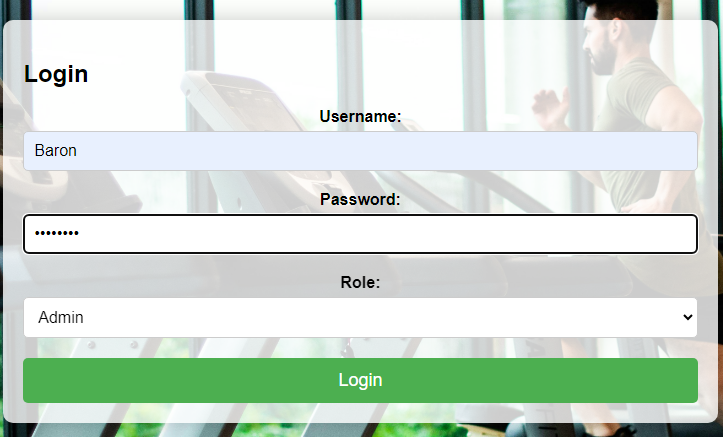 Login
Username:
Baron
Password:
••••••••
Role:
Admin
Login